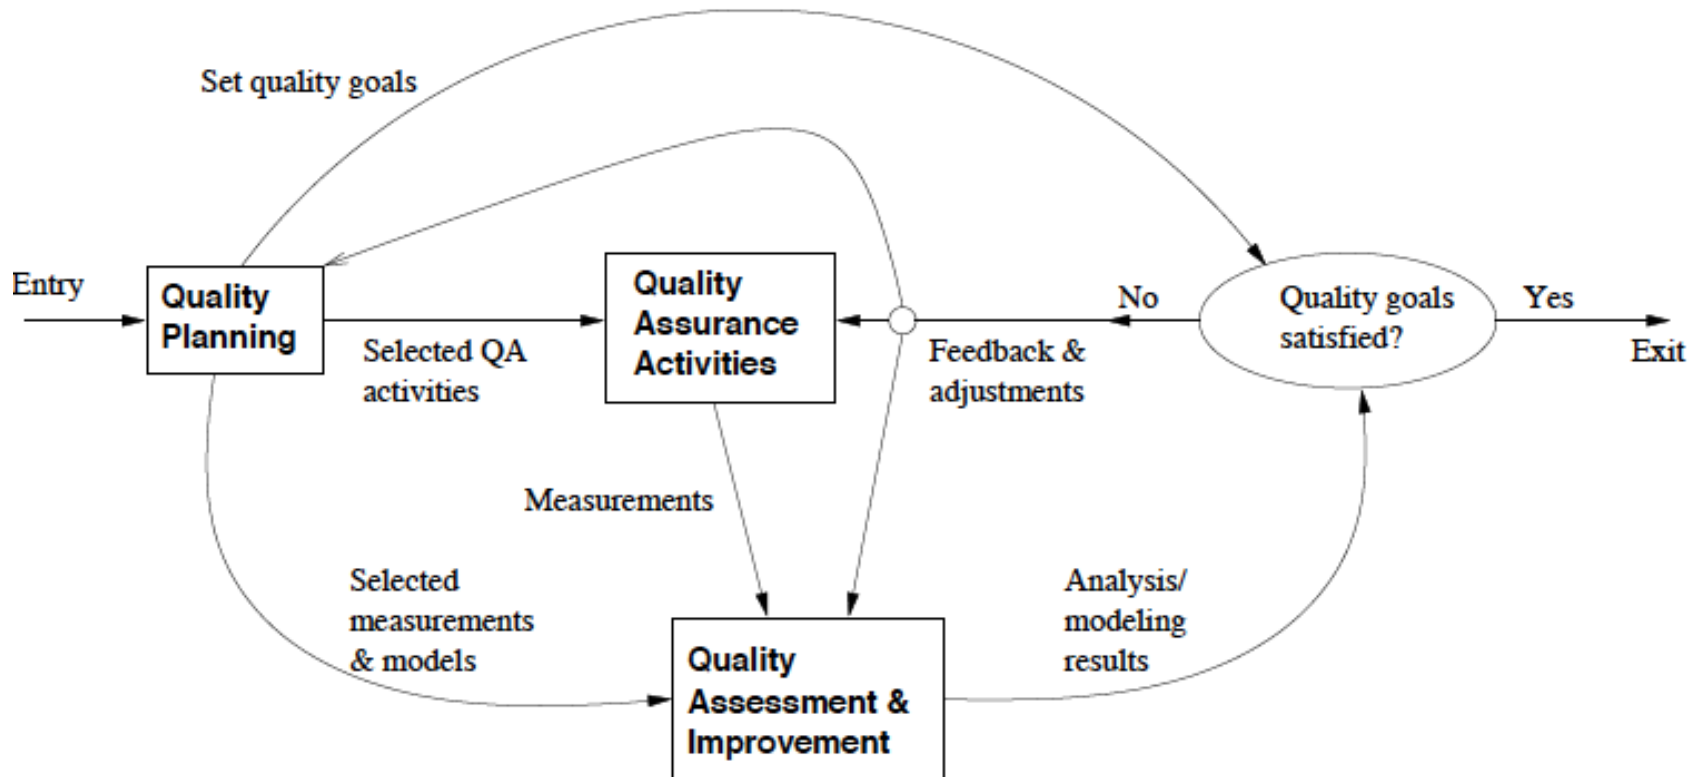 Set quality goals
Entry
Quality
Planning
Selected QA
activities
Quality
Assurance
Activities
Feedback &
adjustments
No
Quality goals
satisfied?
Yes
Exit
Measurements
Selected
measurements
& models
Quality
Assessment &
Improvement
Analysis/
modeling
results